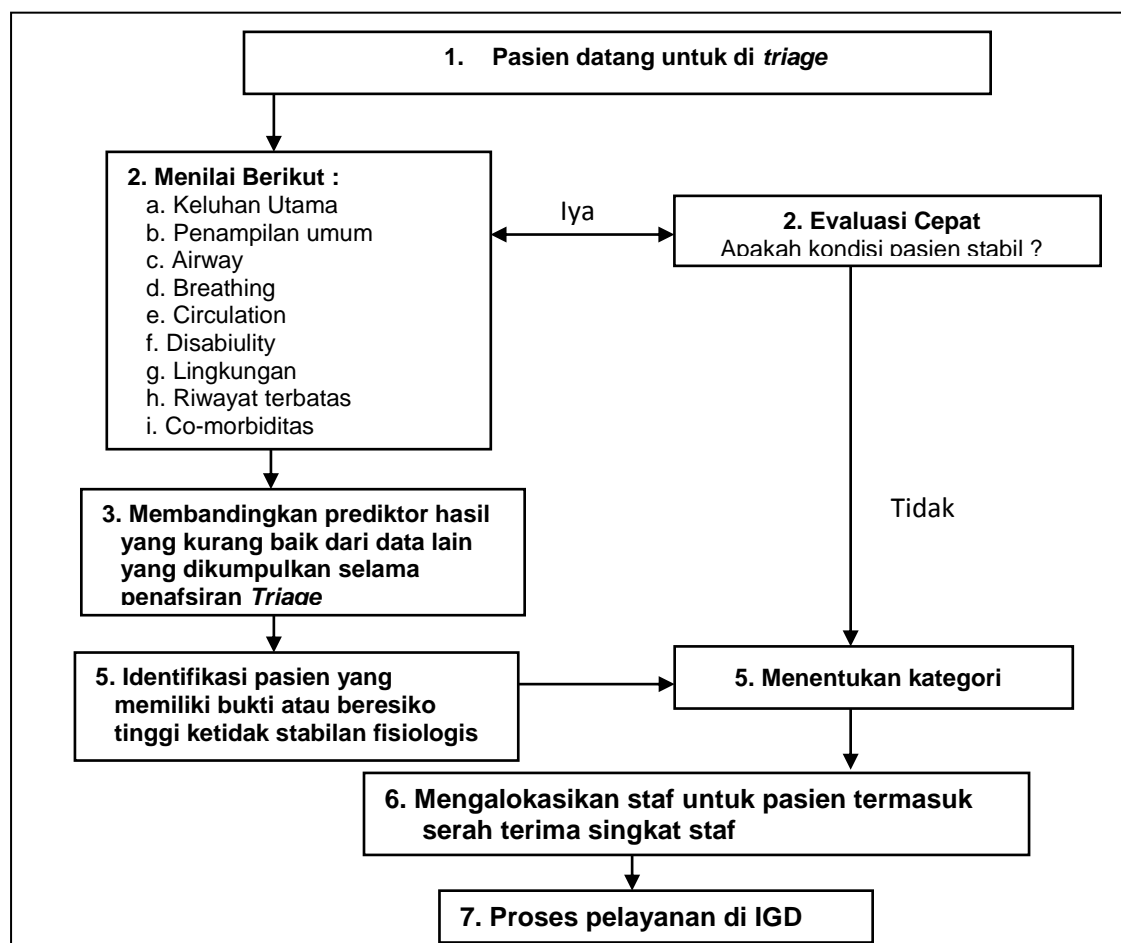 1. Pasien datang untuk di triage
2. Menilai Berikut :
a. Keluhan Utama
b. Penampilan umum
c. Airway
d. Breathing
e. Circulation
f. Disabiulity
g. Lingkungan
h. Riwayat terbatas
i. Co-morbiditas
Iya
2. Evaluasi Cepat
Apakah kondisi pasien stabil ?
Tidak
3. Membandingkan prediktor hasil
yang kurang baik dari data lain
yang dikumpulkan selama
penafsiran Triage
5. Identifikasi pasien yang
memiliki bukti atau beresiko
tinggi ketidak stabilan fisiologis
5. Menentukan kategori
6. Mengalokasikan staf untuk pasien termasuk
serah terima singkat staf
7. Proses pelayanan di IGD